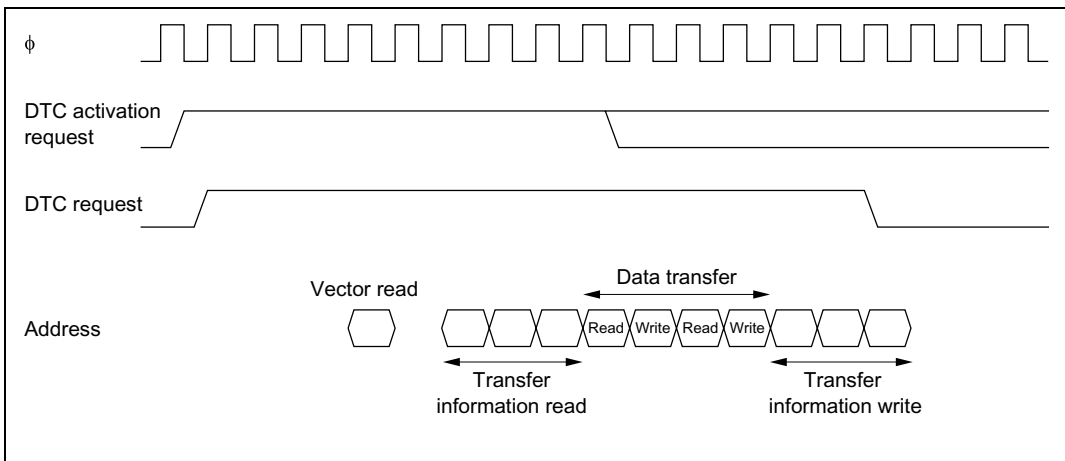 ϕ
DTC activation
request
DTC request
Data transfer
Vector read
Address
Read Write Read Write
Transfer
information read
Transfer
information write